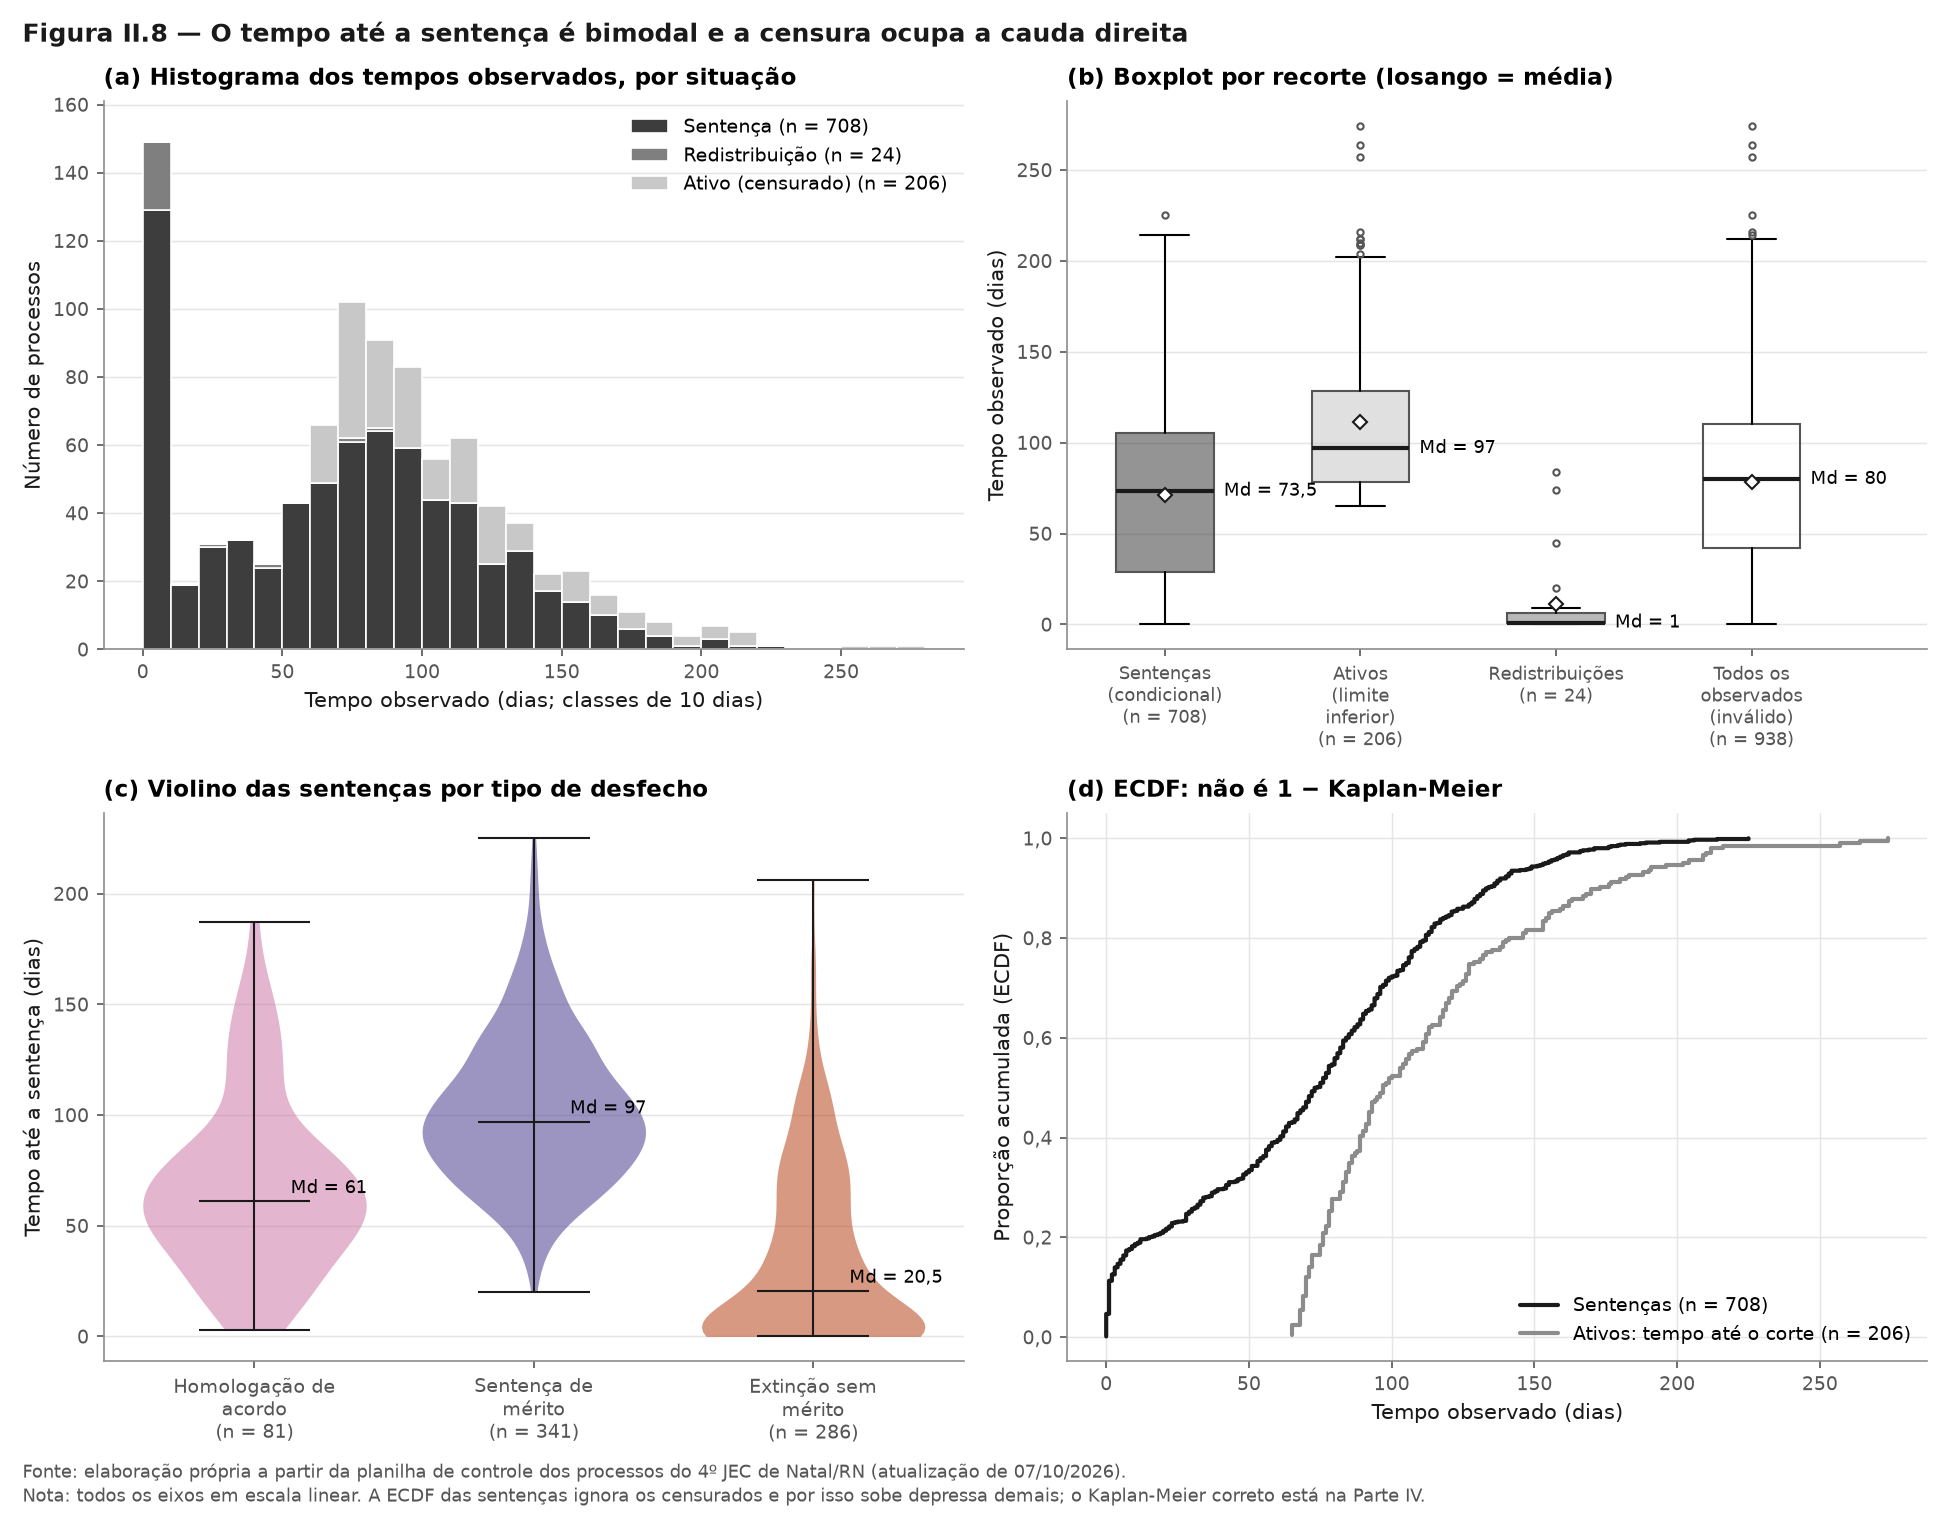 Figura II.8 — O tempo até a sentença é bimodal e a censura ocupa a cauda direita
(a) Histograma dos tempos observados, por situação
Número de processos
160
140
120
100
80
60
40
20
0
Sentença (n = 708)
Redistribuição (n = 24)
Ativo (censurado) (n = 206)
0 50 100 150 200 250
Tempo observado (dias; classes de 10 dias)
(b) Boxplot por recorte (losango = média)
Tempo observado (dias)
250
200
150
100
50
0
Md = 73,5
Md = 97
Md = 1
Md = 80
Sentenças
(condicional)
(n = 708)
Ativos
(limite
inferior)
(n = 206)
Redistribuições
(n = 24)
Todos os
observados
(inválido)
(n = 938)
(c) Violino das sentenças por tipo de desfecho
Tempo até a sentença (dias)
200
150
100
50
0
Md = 61
Md = 97
Md = 20,5
Homologação de
acordo
(n = 81)
Sentença de
mérito
(n = 341)
Extinção sem
mérito
(n = 286)
(d) ECDF: não é 1 − Kaplan-Meier
Proporção acumulada (ECDF)
1,0
0,8
0,6
0,4
0,2
0,0
Sentenças (n = 708)
Ativos: tempo até o corte (n = 206)
0 50 100 150 200 250
Tempo observado (dias)
Fonte: elaboração própria a partir da planilha de controle dos processos do 4º JEC de Natal/RN (atualização de 07/10/2026).
Nota: todos os eixos em escala linear. A ECDF das sentenças ignora os censurados e por isso sobe depressa demais; o Kaplan-Meier correto está na Parte IV.